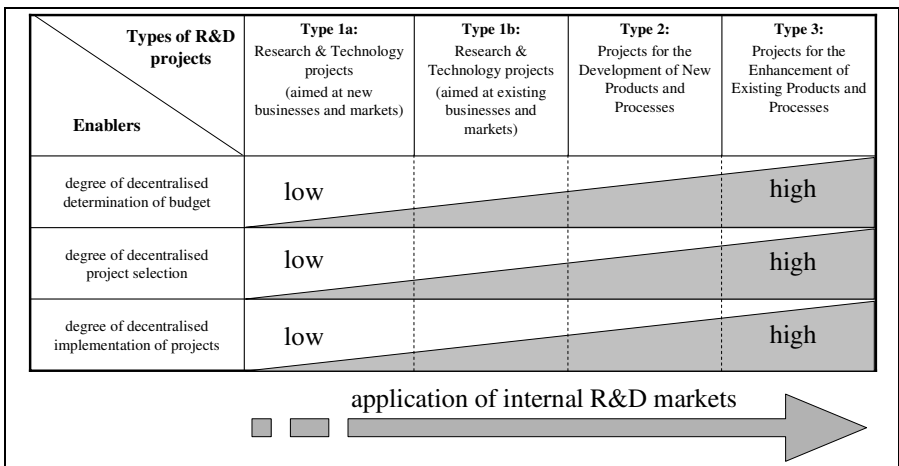 Types of R&D
projects
Enablers
Type 1a:
Research & Technology
projects
(aimed at new
businesses and markets)
Type 1b:
Research &
Technology projects
(aimed at existing
businesses and
markets)
Type 2:
Projects for the
Development of New
Products and
Processes
Type 3:
Projects for the
Enhancement of
Existing Products and
Processes
degree of decentralised
determination of budget
low
high
degree of decentralised
project selection
low
high
degree of decentralised
implementation of projects
low
high
application of internal R&D markets